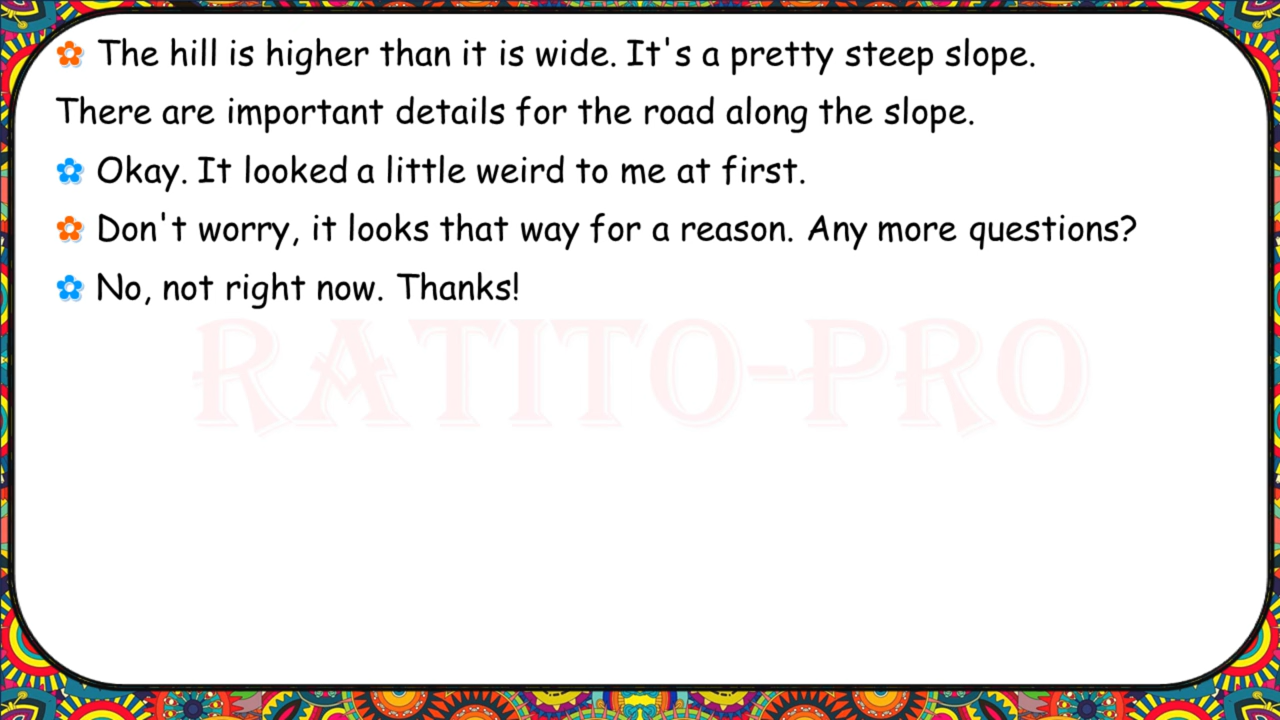 The hill is higher than it is wide. It's a pretty steep slope.
There are important details for the road along the slope.
Okay. It looked a little weird to me at first.
Don't worry, it looks that way for a reason. Any more questions?
No, not right now. Thanks!
RATITO-PRO